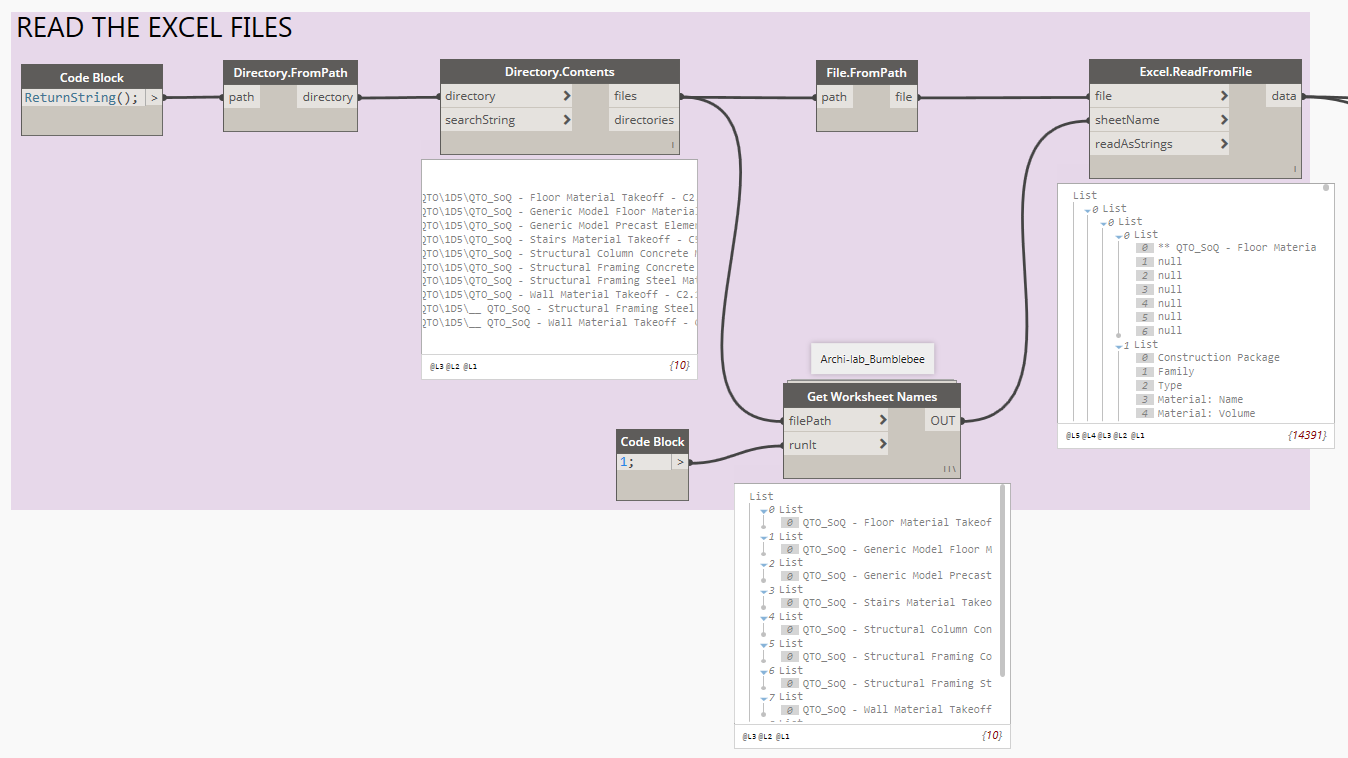 READ THE EXCEL FILES
Code Block
ReturnString(); >
Directory.FromPath
path directory
Directory.Contents
directory > files
searchString > directories
QTO\1D5\QTO_SoQ - Floor Material Takeoff - C2
QTO\1D5\QTO_SoQ - Generic Model Floor Material
QTO\1D5\QTO_SoQ - Generic Model Precast Eleme
QTO\1D5\QTO_SoQ - Stairs Material Takeoff -
QTO\1D5\QTO_SoQ - Structural Column Concrete
QTO\1D5\QTO_SoQ - Structural Framing Concrete
QTO\1D5\QTO_SoQ - Structural Framing Steel Mat
QTO\1D5\QTO_SoQ - Wall Material Takeoff - C2.
QTO\1D5\__ QTO_SoQ - Structural Framing Steel
QTO\1D5\__ QTO_SoQ - Wall Material Takeoff -
@L3 @L2 @L1 {10}
File.FromPath
path file
Excel.ReadFromFile
file > data
sheetName >
readAsStrings >
List
0 List
0 List
0 List
0 ** QTO_SoQ - Floor Materia
1 null
2 null
3 null
4 null
5 null
6 null
1 List
0 Construction Package
1 Family
2 Type
3 Material: Name
4 Material: Volume
@L5 @L4 @L3 @L2 @L1 {14391}
Archi-lab_Bumblebee
Get Worksheet Names
filePath > OUT
runIt >
Code Block
1; >
List
0 List
0 QTO_SoQ - Floor Material Takeof
1 List
0 QTO_SoQ - Generic Model Floor M
2 List
0 QTO_SoQ - Generic Model Precast
3 List
0 QTO_SoQ - Stairs Material Takeo
4 List
0 QTO_SoQ - Structural Column Con
5 List
0 QTO_SoQ - Structural Framing Co
6 List
0 QTO_SoQ - Structural Framing St
7 List
0 QTO_SoQ - Wall Material Takeoff
@L3 @L2 @L1 {10}